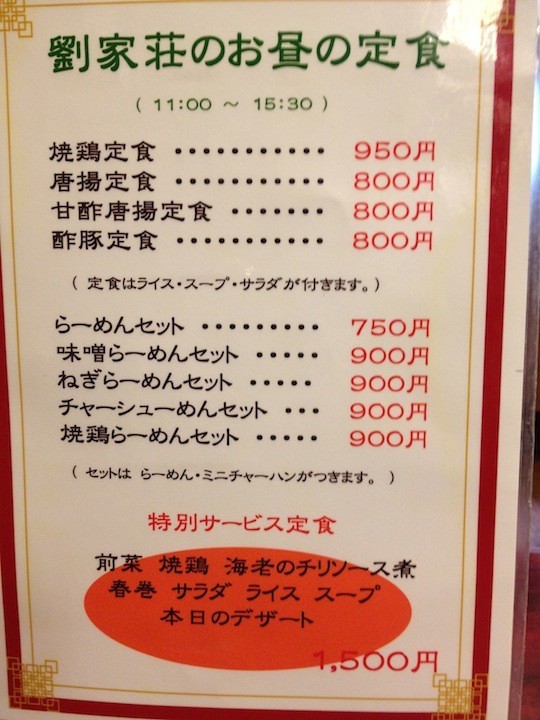 劉家荘のお昼の定食
( 11:00 ～ 15:30 )
焼鶏定食 ・・・・・・・・・・・ 950円
唐揚定食 ・・・・・・・・・・・ 800円
甘酢唐揚定食 ・・・・・・・ 800円
酢豚定食 ・・・・・・・・・・・ 800円
( 定食はライス・スープ・サラダが付きます。)
らーめんセット ・・・・・・・・・ 750円
味噌らーめんセット ・・・・・ 900円
ねぎらーめんセット ・・・・・ 900円
チャーシューめんセット ・・・ 900円
焼鶏らーめんセット ・・・・・ 900円
( セットは らーめん・ミニチャーハンがつきます。 )
特別サービス定食
前菜 焼鶏 海老のチリソース煮
春巻 サラダ ライス スープ
本日のデザート
1,500円